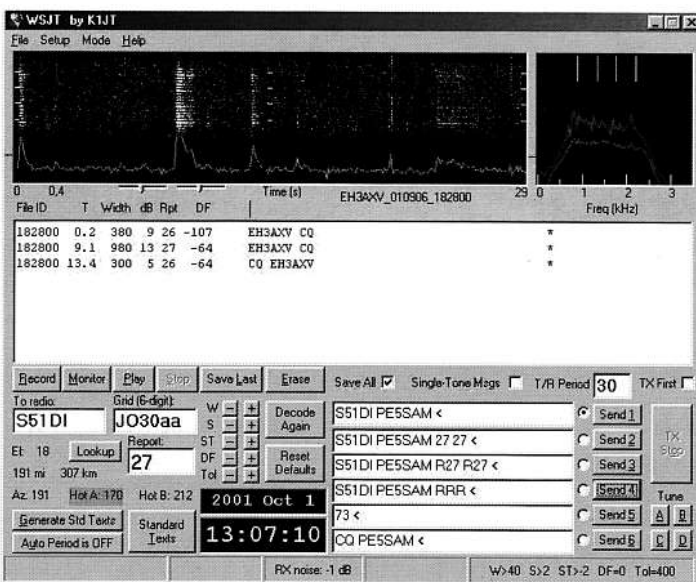 WSJT by K1JT
File Setup Mode Help
0 0,4 Time (s) EH3AXV_010906_182800 29 0 1 2 3
Freq (kHz)
File ID T Width dB Rpt DF
182800 0.2 380 9 26 -107 EH3AXV CQ *
182800 9.1 980 13 27 -64 EH3AXV CQ *
182800 13.4 300 5 26 -64 CQ EH3AXV *
Record Monitor Play Stop Save Last Erase Save All Single-Tone Msgs T/R Period 30 TX First
To radio: Grid (6-digit):
S51DI JO30aa
W - +
S - +
ST - +
DF - +
Tol - +
Decode Again
Reset Defaults
El: 18 Lookup Report: 27
191 mi 307 km
Az: 191 Hot A: 170 Hot B: 212
2001 Oct 1
13:07:10
Generate Std Texts
Auto Period is OFF
Standard Texts
S51DI PE5SAM < Send 1
S51DI PE5SAM 27 27 < Send 2
S51DI PE5SAM R27 R27 < Send 3
S51DI PE5SAM RRR < Send 4
73 < Send 5
CQ PE5SAM < Send 6
TX Stop
Tune
A B
C D
RX noise: -1 dB W>40 S>2 ST>-2 DF=0 Tol=400